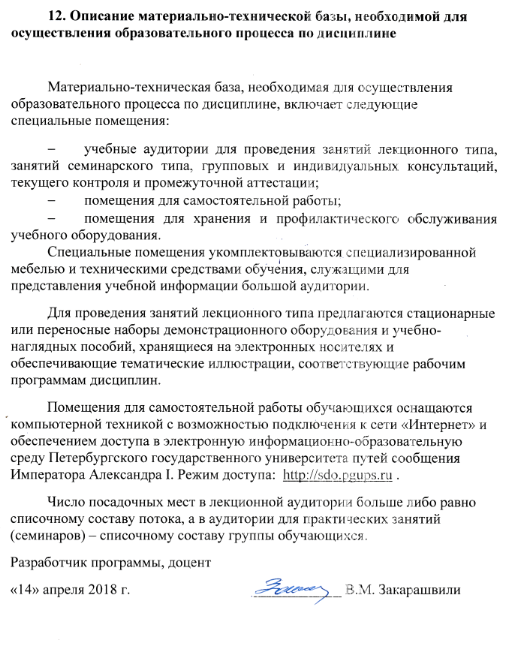 12. Описание материально-технической базы, необходимой для
осуществления образовательного процесса по дисциплине
Материально-техническая база, необходимая для осуществления
образовательного процесса по дисциплине, включает следующие
специальные помещения:
– учебные аудитории для проведения занятий лекционного типа,
занятий семинарского типа, групповых и индивидуальных консультаций,
текущего контроля и промежуточной аттестации;
– помещения для самостоятельной работы;
– помещения для хранения и профилактического обслуживания
учебного оборудования.
Специальные помещения укомплектовываются специализированной
мебелью и техническими средствами обучения, служащими для
представления учебной информации большой аудитории.
Для проведения занятий лекционного типа предлагаются стационарные
или переносные наборы демонстрационного оборудования и учебно-
наглядных пособий, хранящиеся на электронных носителях и
обеспечивающие тематические иллюстрации, соответствующие рабочим
программам дисциплин.
Помещения для самостоятельной работы обучающихся оснащаются
компьютерной техникой с возможностью подключения к сети «Интернет» и
обеспечением доступа в электронную информационно-образовательную
среду Петербургского государственного университета путей сообщения
Императора Александра I. Режим доступа: http://sdo.pgups.ru .
Число посадочных мест в лекционной аудитории больше либо равно
списочному составу потока, а в аудитории для практических занятий
(семинаров) – списочному составу группы обучающихся.
Разработчик программы, доцент
«14» апреля 2018 г. В.М. Закарашвили